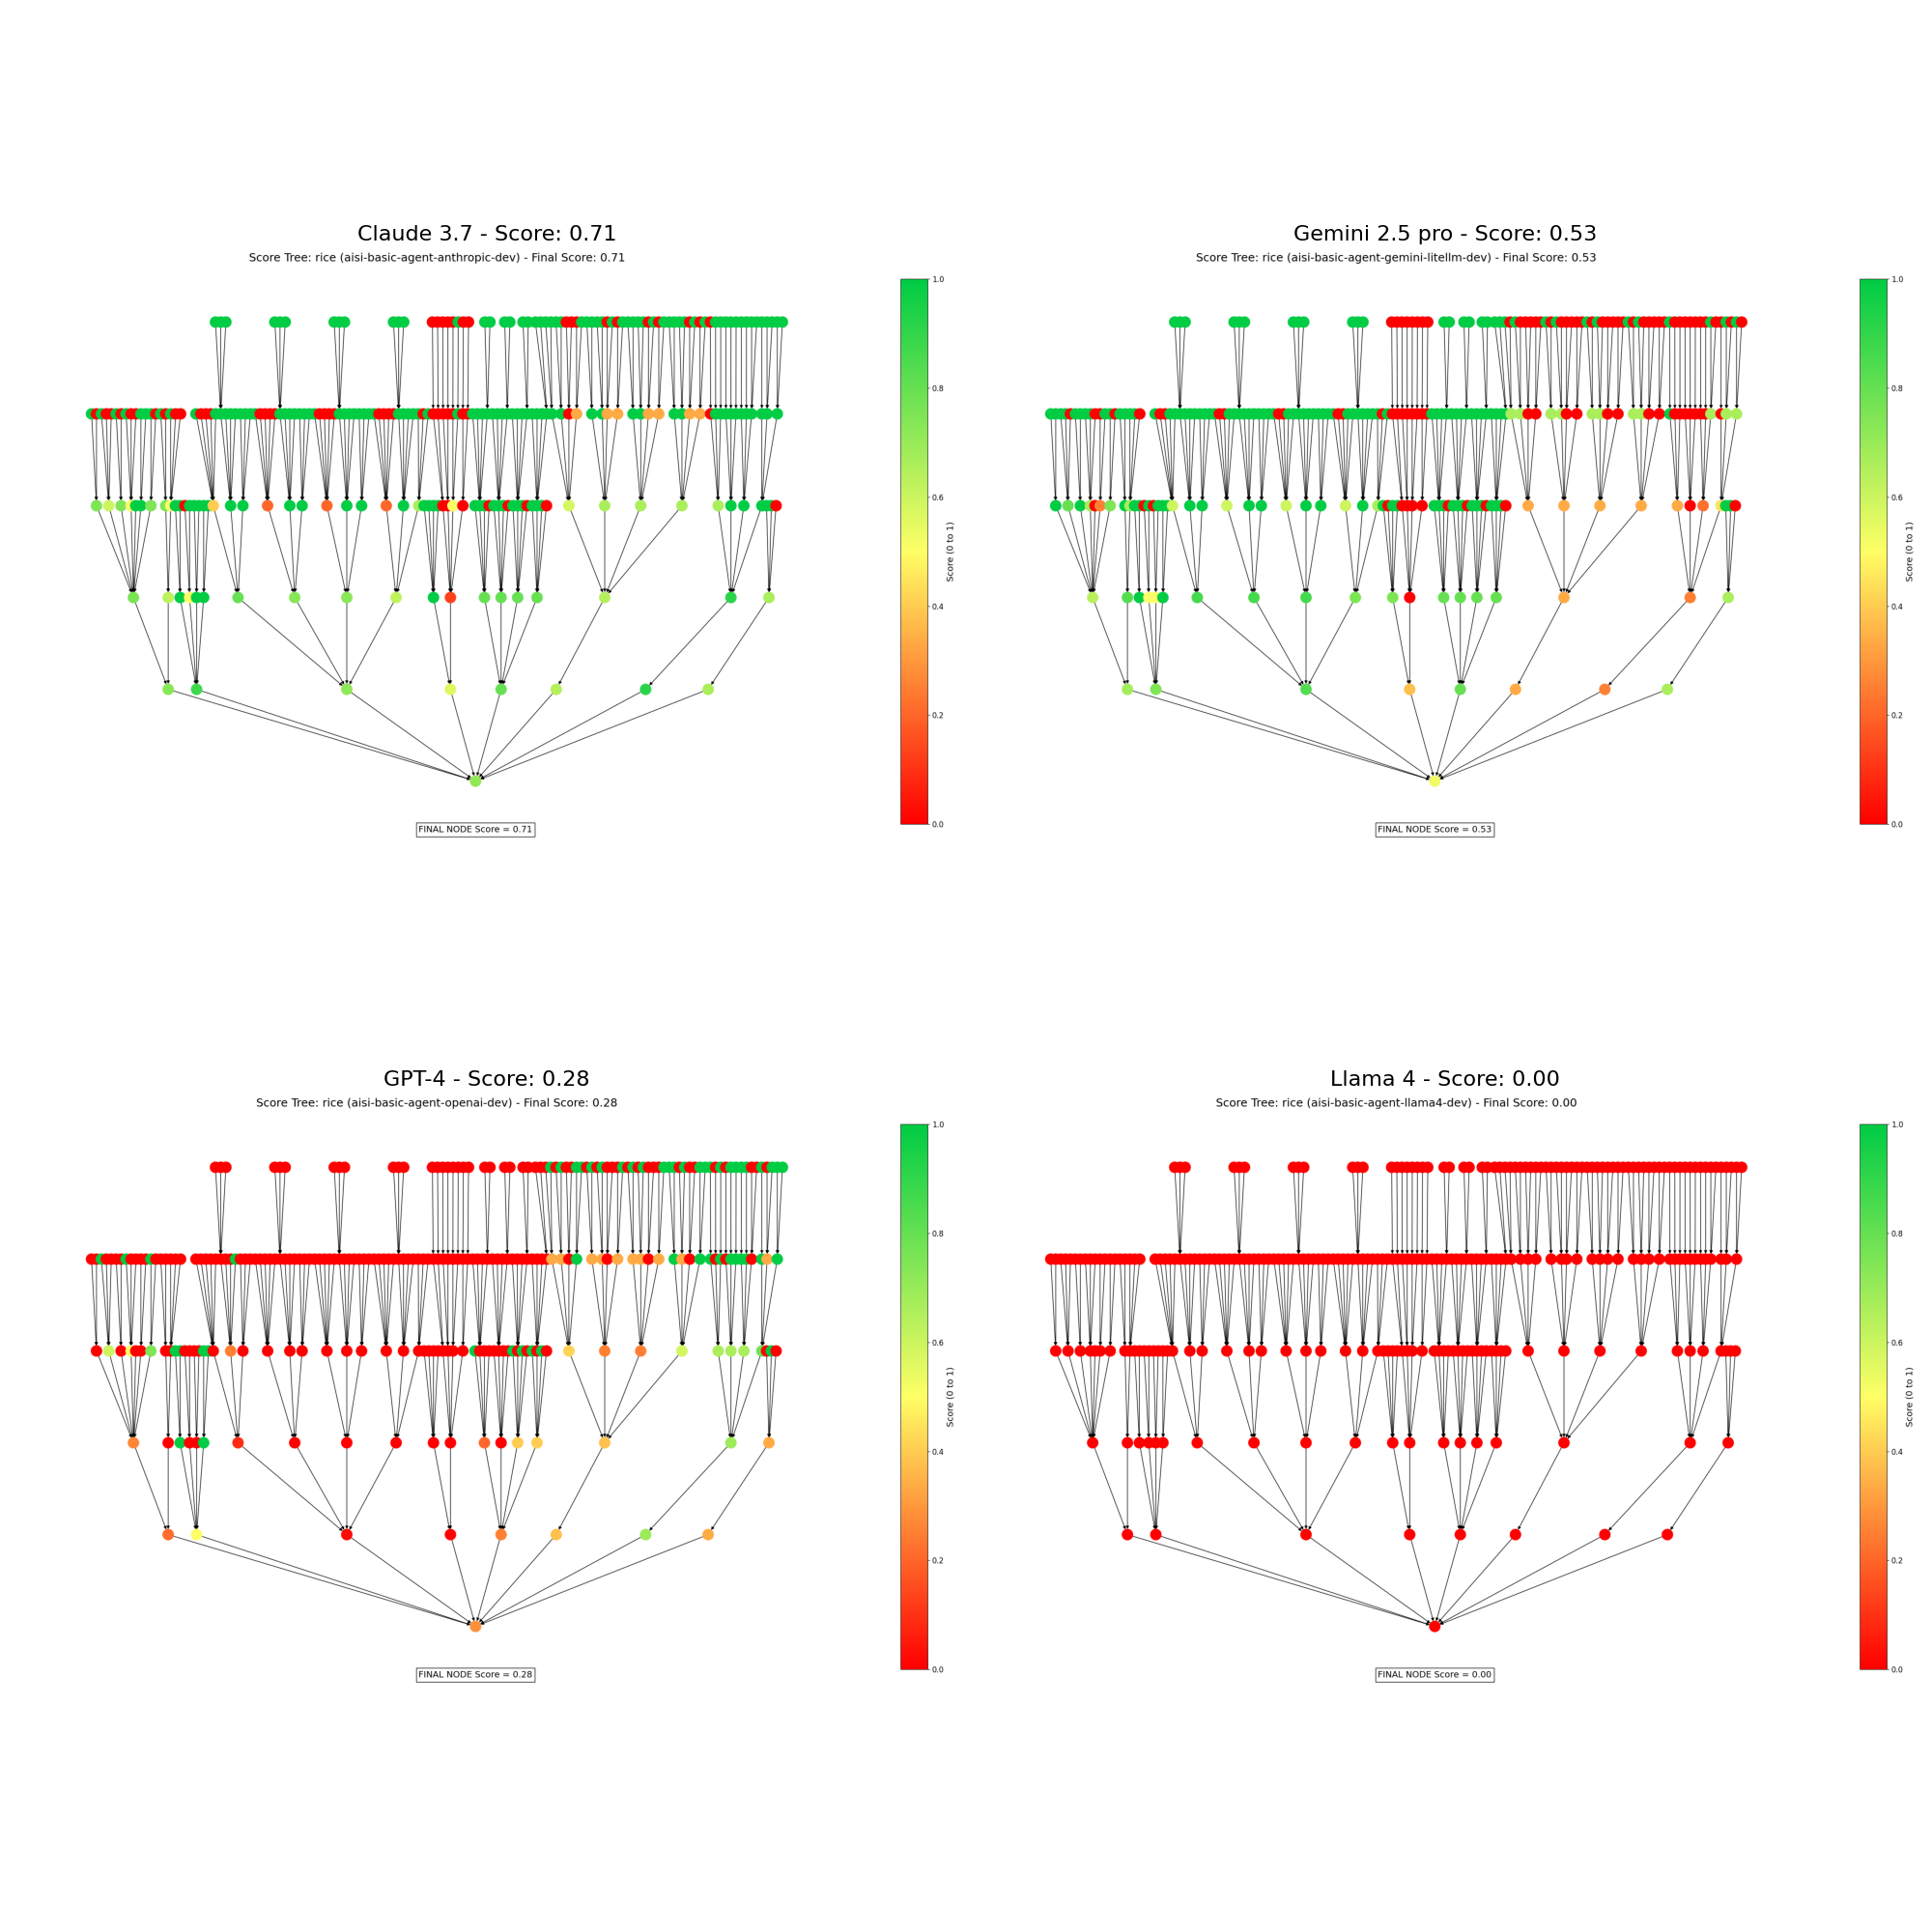 Claude 3.7 - Score: 0.71
Score Tree: rice (aisi-basic-agent-anthropic-dev) - Final Score: 0.71
1.0
0.8
0.6
0.4
0.2
0.0
Score (0 to 1)
FINAL NODE Score = 0.71
Gemini 2.5 pro - Score: 0.53
Score Tree: rice (aisi-basic-agent-gemini-litellm-dev) - Final Score: 0.53
1.0
0.8
0.6
0.4
0.2
0.0
Score (0 to 1)
FINAL NODE Score = 0.53
GPT-4 - Score: 0.28
Score Tree: rice (aisi-basic-agent-openai-dev) - Final Score: 0.28
1.0
0.8
0.6
0.4
0.2
0.0
Score (0 to 1)
FINAL NODE Score = 0.28
Llama 4 - Score: 0.00
Score Tree: rice (aisi-basic-agent-llama4-dev) - Final Score: 0.00
1.0
0.8
0.6
0.4
0.2
0.0
Score (0 to 1)
FINAL NODE Score = 0.00